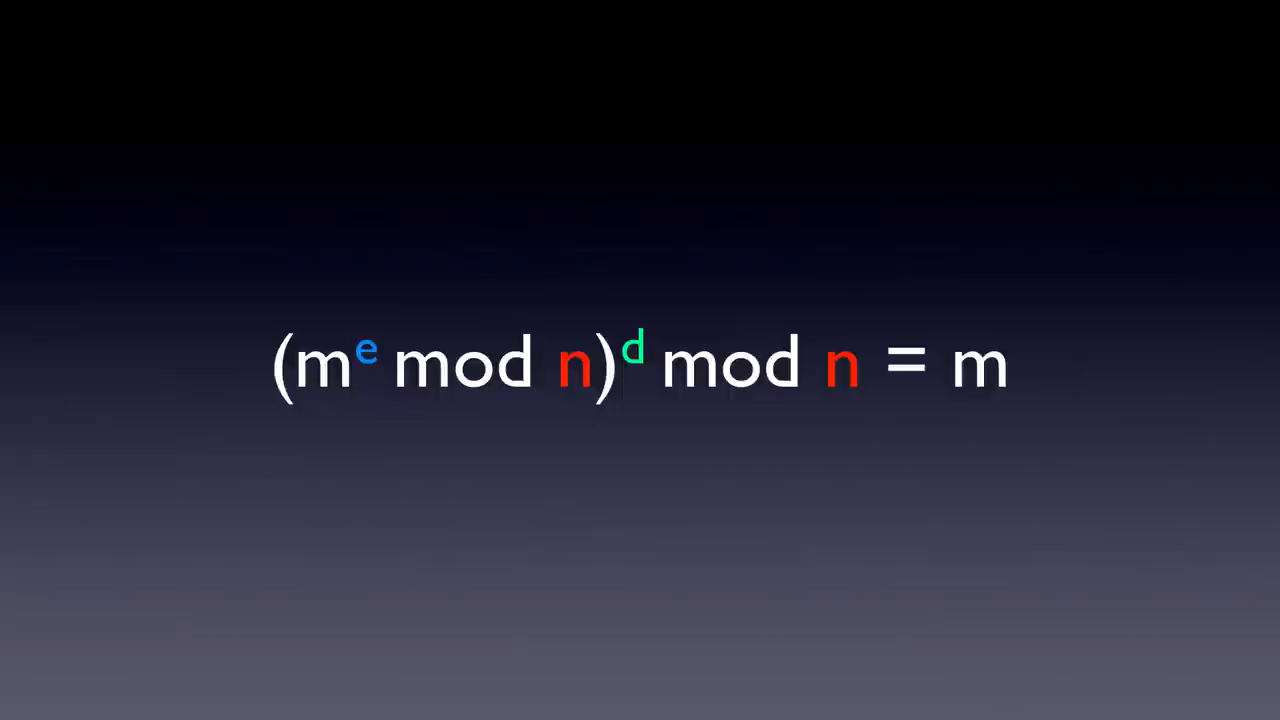 (mᵉ mod n)ᵈ mod n = m